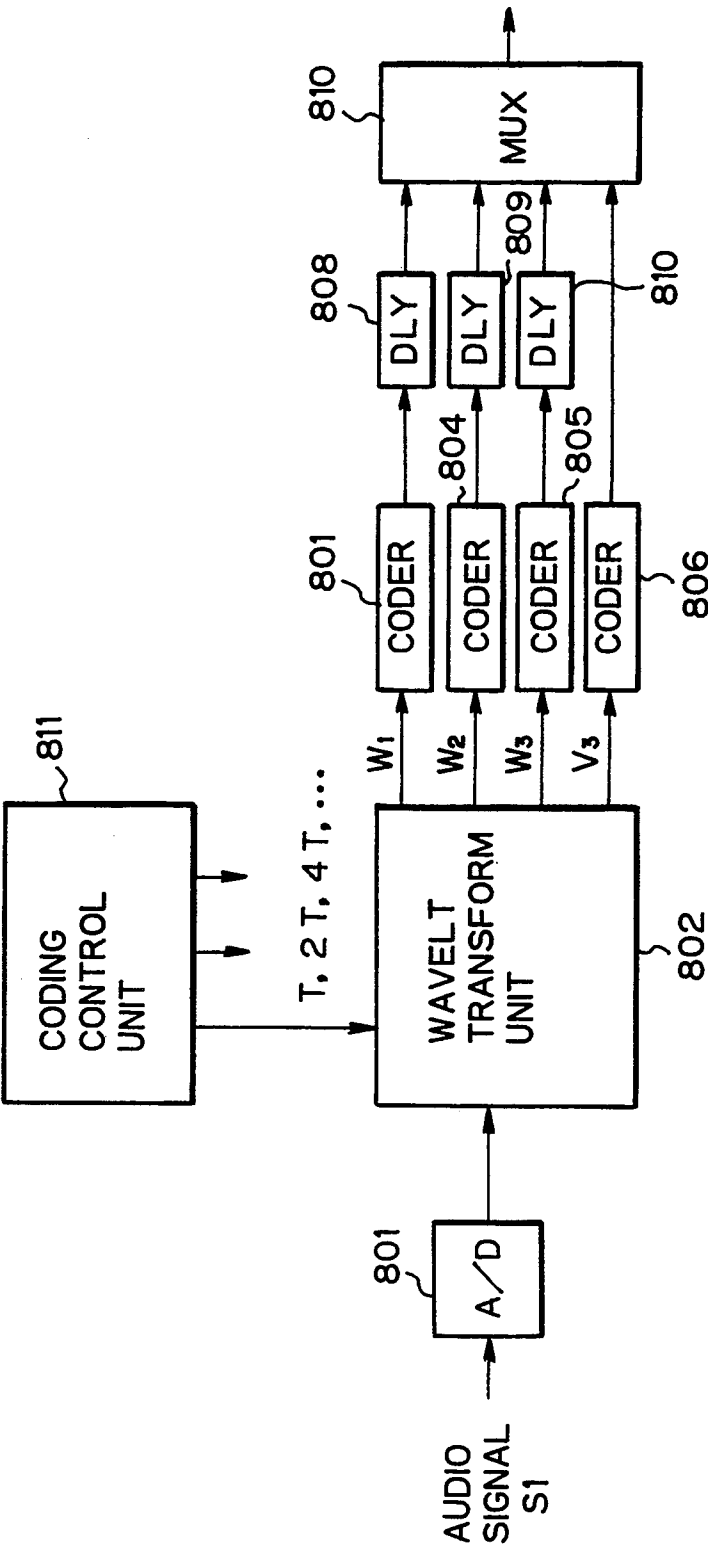 AUDIO
SIGNAL
S1
801
A/D
CODING
CONTROL
UNIT
811
T, 2T, 4T, ...
WAVELT
TRANSFORM
UNIT
802
W1
W2
W3
V3
801
CODER
804
CODER
805
CODER
806
CODER
808
DLY
809
DLY
810
DLY
810
MUX